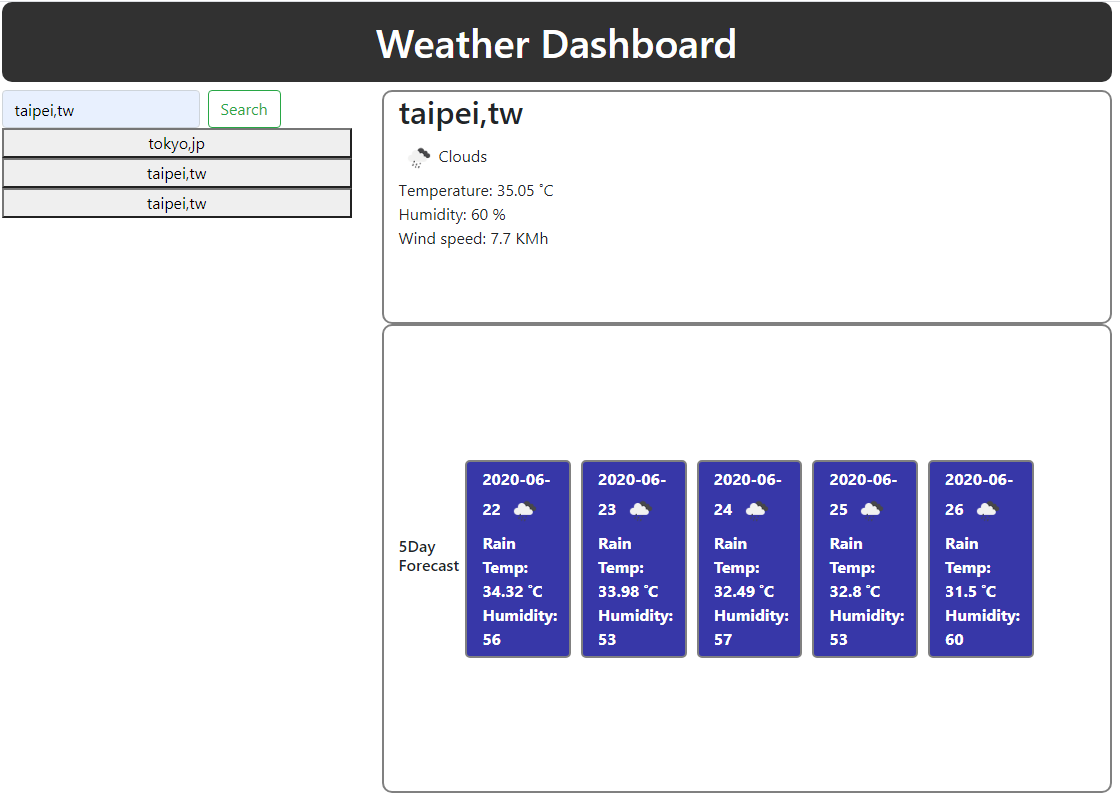 Weather Dashboard
taipei,tw
Search
tokyo,jp
taipei,tw
taipei,tw
taipei,tw
Clouds
Temperature: 35.05 ˚C
Humidity: 60 %
Wind speed: 7.7 KMh
5Day
Forecast
2020-06-
22
Rain
Temp:
34.32 ˚C
Humidity:
56
2020-06-
23
Rain
Temp:
33.98 ˚C
Humidity:
53
2020-06-
24
Rain
Temp:
32.49 ˚C
Humidity:
57
2020-06-
25
Rain
Temp:
32.8 ˚C
Humidity:
53
2020-06-
26
Rain
Temp:
31.5 ˚C
Humidity:
60